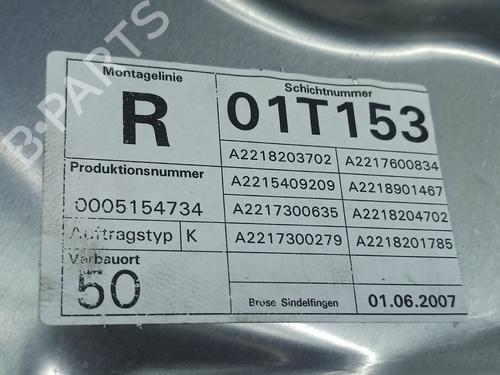 Montagelinie
R
Produktionsnummer
0005154734
Auftragstyp K
Verbauort
50
Schichtnummer
01T153
A2218203702 A2217600834
A2215409209 A2218901467
A2217300635 A2218204702
A2217300279 A2218201785
Brose Sindelfingen 01.06.2007
B-PARTS